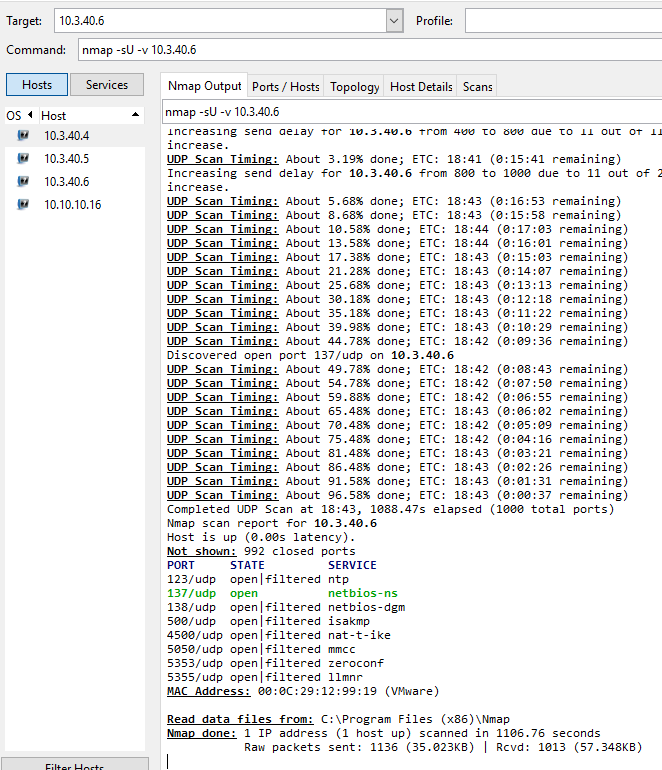 Target: 10.3.40.6 Profile:
Command: nmap -sU -v 10.3.40.6
Hosts Services
Nmap Output Ports / Hosts Topology Host Details Scans
OS Host
10.3.40.4
10.3.40.5
10.3.40.6
10.10.10.16
nmap -sU -v 10.3.40.6
Increasing send delay for 10.3.40.6 from 400 to 800 due to 11 out of 11
increase.
UDP Scan Timing: About 3.19% done; ETC: 18:41 (0:15:41 remaining)
Increasing send delay for 10.3.40.6 from 800 to 1000 due to 11 out of 2
increase.
UDP Scan Timing: About 5.68% done; ETC: 18:43 (0:16:53 remaining)
UDP Scan Timing: About 8.68% done; ETC: 18:43 (0:15:58 remaining)
UDP Scan Timing: About 10.58% done; ETC: 18:44 (0:17:03 remaining)
UDP Scan Timing: About 13.58% done; ETC: 18:44 (0:16:01 remaining)
UDP Scan Timing: About 17.38% done; ETC: 18:43 (0:15:03 remaining)
UDP Scan Timing: About 21.28% done; ETC: 18:43 (0:14:07 remaining)
UDP Scan Timing: About 25.68% done; ETC: 18:43 (0:13:13 remaining)
UDP Scan Timing: About 30.18% done; ETC: 18:43 (0:12:18 remaining)
UDP Scan Timing: About 35.18% done; ETC: 18:43 (0:11:22 remaining)
UDP Scan Timing: About 39.98% done; ETC: 18:43 (0:10:29 remaining)
UDP Scan Timing: About 44.78% done; ETC: 18:42 (0:09:36 remaining)
Discovered open port 137/udp on 10.3.40.6
UDP Scan Timing: About 49.78% done; ETC: 18:42 (0:08:43 remaining)
UDP Scan Timing: About 54.78% done; ETC: 18:42 (0:07:50 remaining)
UDP Scan Timing: About 59.88% done; ETC: 18:42 (0:06:55 remaining)
UDP Scan Timing: About 65.48% done; ETC: 18:43 (0:06:02 remaining)
UDP Scan Timing: About 70.48% done; ETC: 18:42 (0:05:09 remaining)
UDP Scan Timing: About 75.48% done; ETC: 18:42 (0:04:16 remaining)
UDP Scan Timing: About 81.48% done; ETC: 18:43 (0:03:21 remaining)
UDP Scan Timing: About 86.48% done; ETC: 18:43 (0:02:26 remaining)
UDP Scan Timing: About 91.58% done; ETC: 18:43 (0:01:31 remaining)
UDP Scan Timing: About 96.58% done; ETC: 18:43 (0:00:37 remaining)
Completed UDP Scan at 18:43, 1088.47s elapsed (1000 total ports)
Nmap scan report for 10.3.40.6
Host is up (0.00s latency).
Not shown: 992 closed ports
PORT STATE SERVICE
123/udp open|filtered ntp
137/udp open netbios-ns
138/udp open|filtered netbios-dgm
500/udp open|filtered isakmp
4500/udp open|filtered nat-t-ike
5050/udp open|filtered mmcc
5353/udp open|filtered zeroconf
5355/udp open|filtered llmnr
MAC Address: 00:0C:29:12:99:19 (VMware)
Read data files from: C:\Program Files (x86)\Nmap
Nmap done: 1 IP address (1 host up) scanned in 1106.76 seconds
Raw packets sent: 1136 (35.023KB) | Rcvd: 1013 (57.348KB)
Filter Hosts